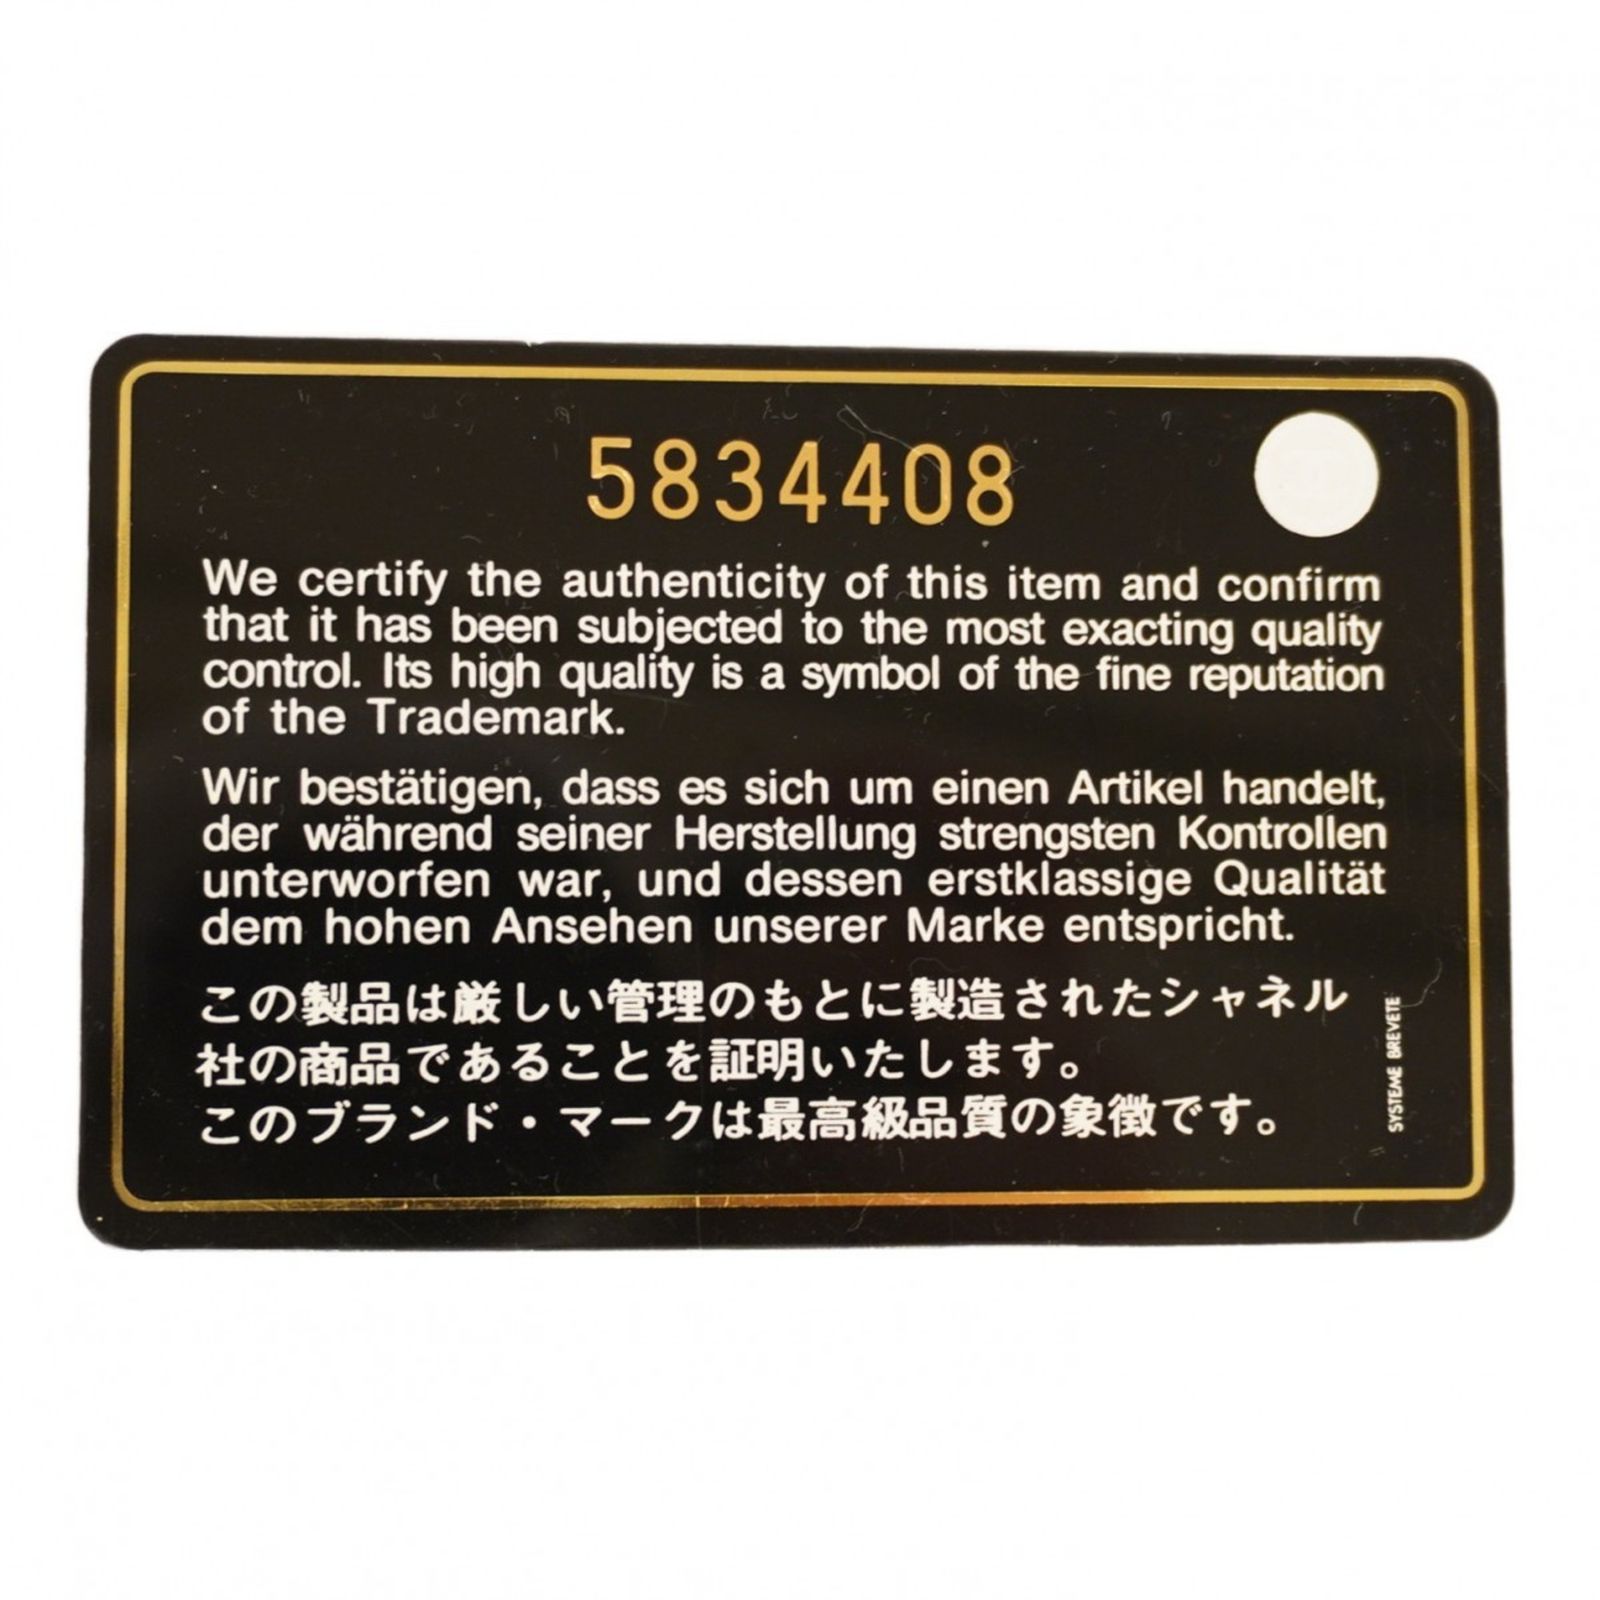 5834408
We certify the authenticity of this item and confirm
that it has been subjected to the most exacting quality
control. Its high quality is a symbol of the fine reputation
of the Trademark.
Wir bestätigen, dass es sich um einen Artikel handelt,
der während seiner Herstellung strengsten Kontrollen
unterworfen war, und dessen erstklassige Qualität
dem hohen Ansehen unserer Marke entspricht.
この製品は厳しい管理のもとに製造されたシャネル
社の商品であることを証明いたします。
このブランド・マークは最高級品質の象徴です。
SYSTEME BREVETE